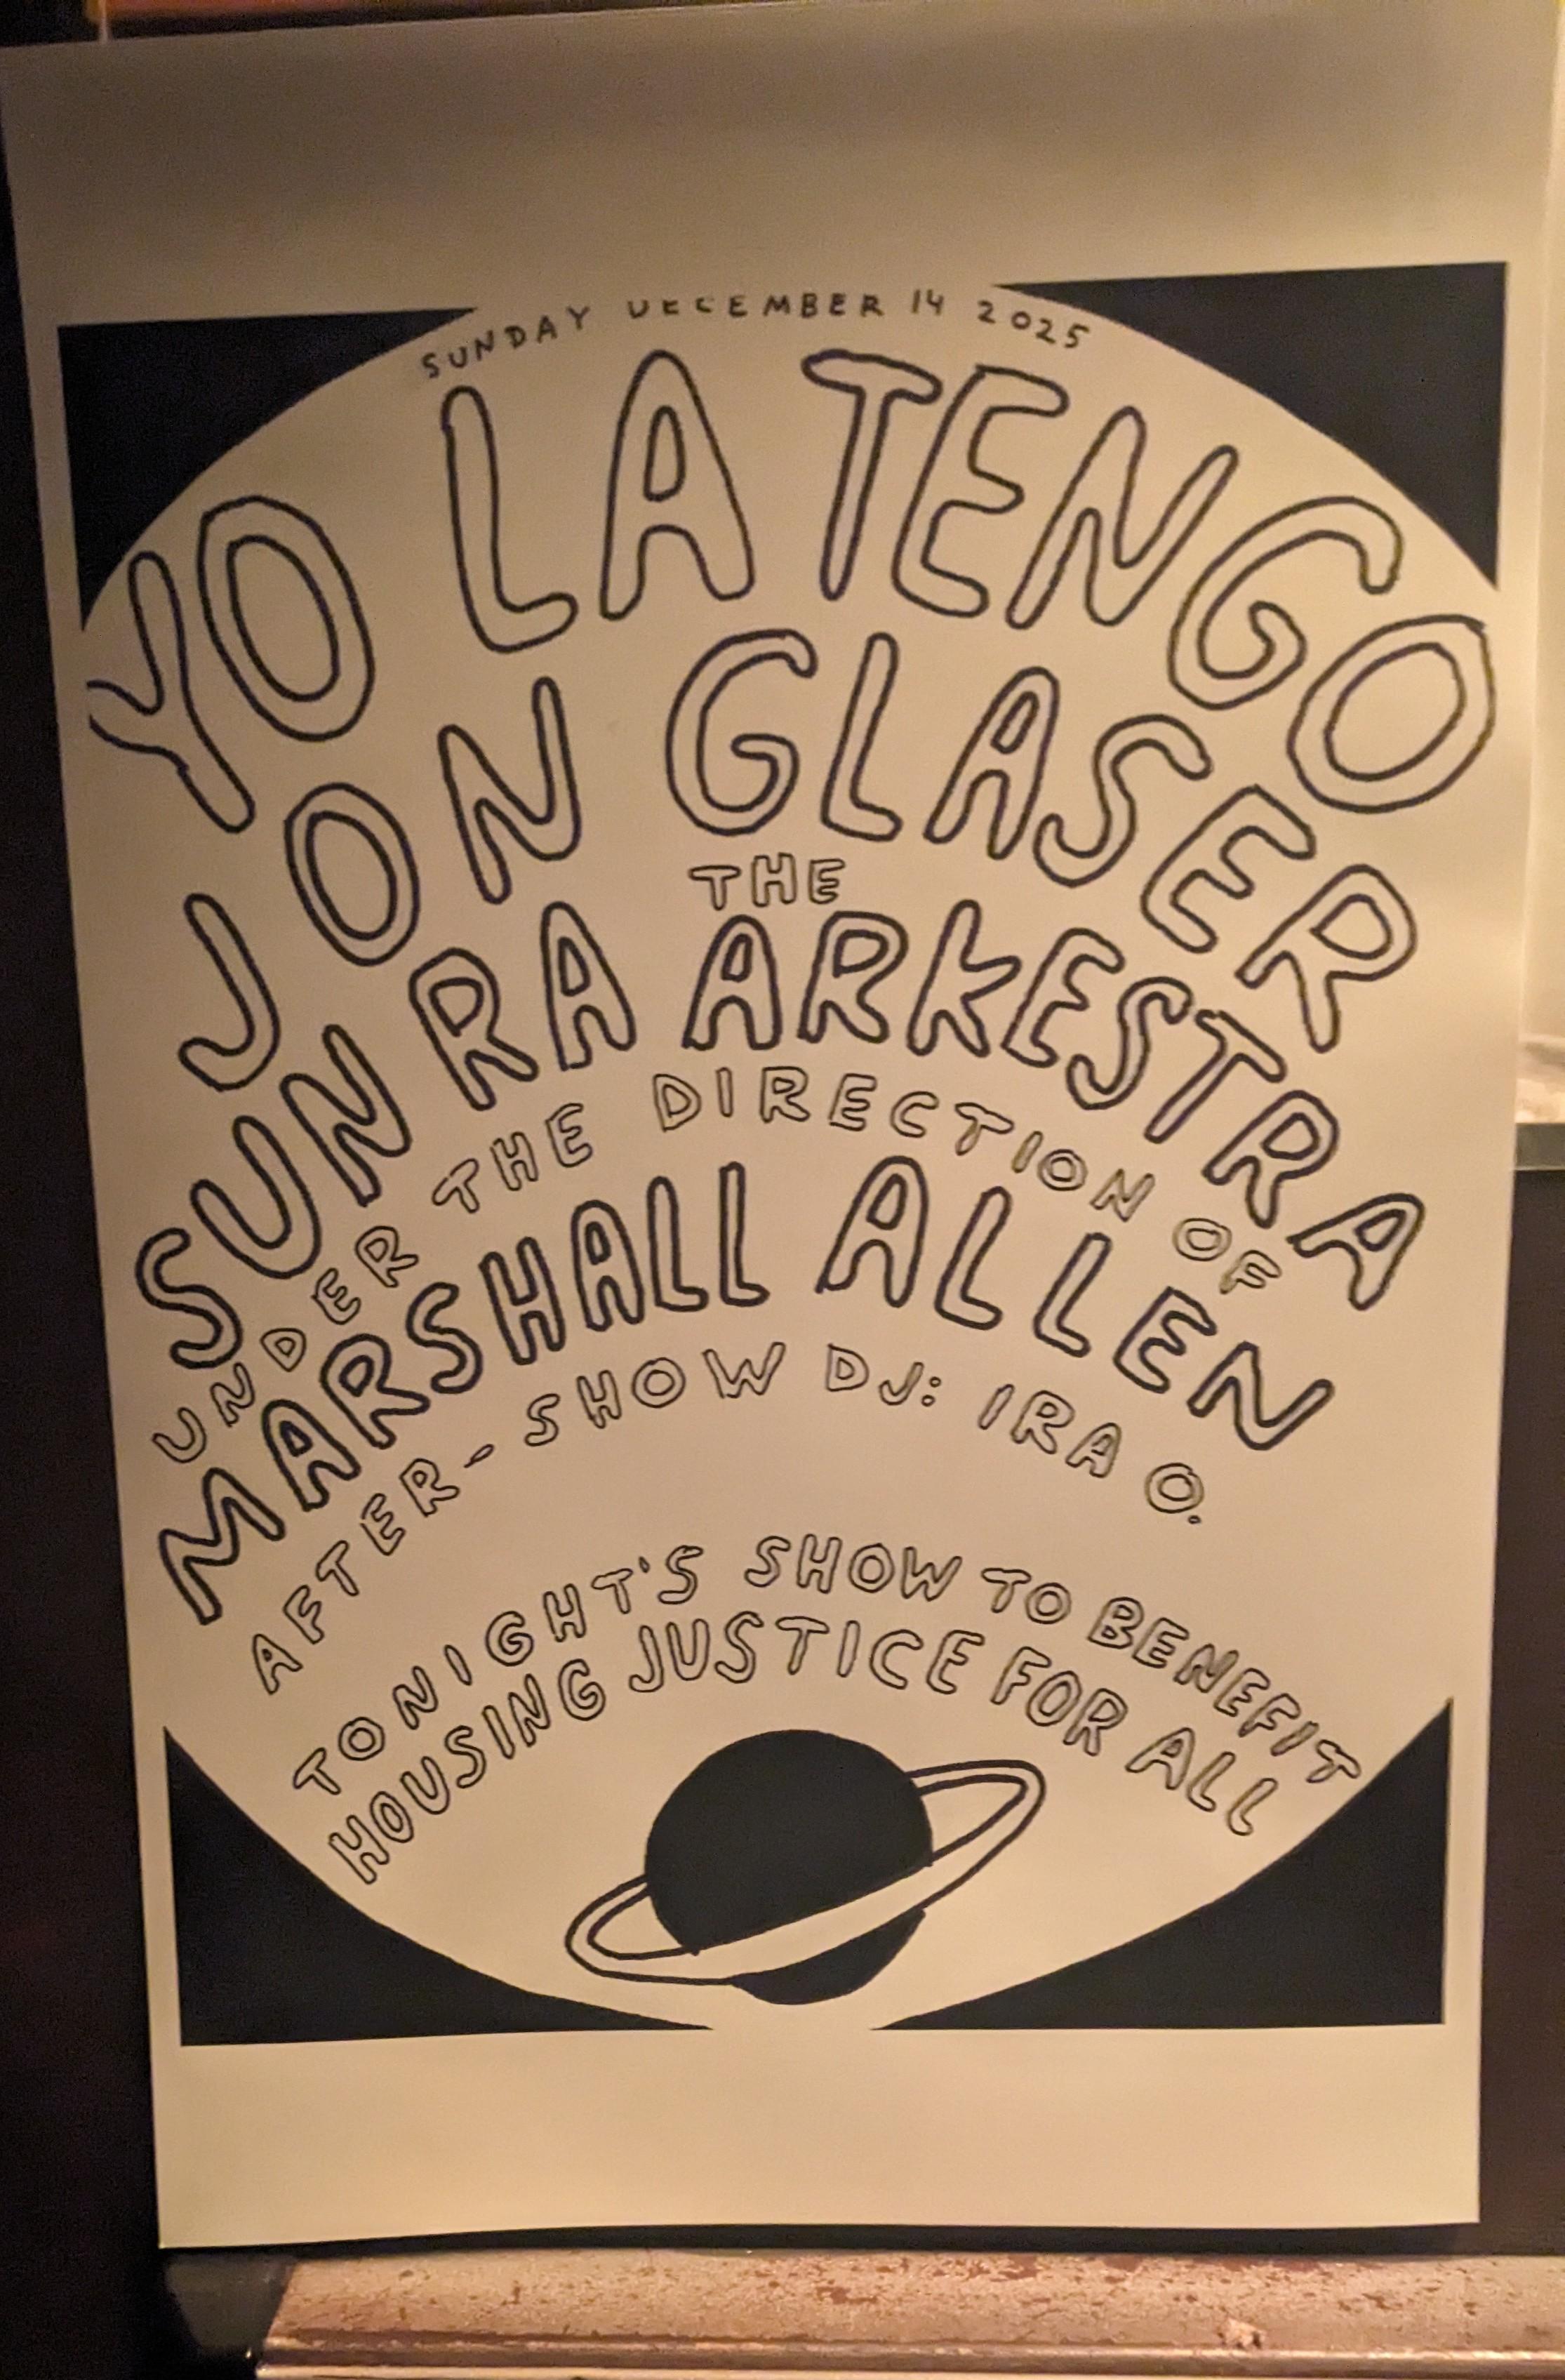 SUNDAY DECEMBER 14 2025
YO LA TENGO
JON GLASER
THE
SUN RA ARKESTRA
UNDER THE DIRECTION OF
MARSHALL ALLEN
AFTER-SHOW DJ: IRA O.
TONIGHT'S SHOW TO BENEFIT
HOUSING JUSTICE FOR ALL